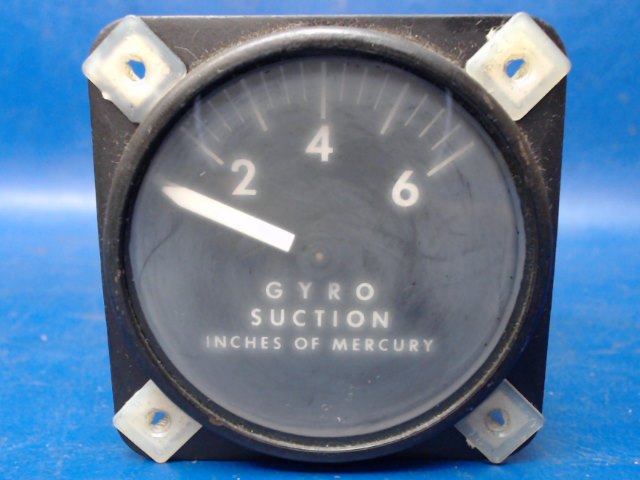 2 4 6
GYRO
SUCTION
INCHES OF MERCURY